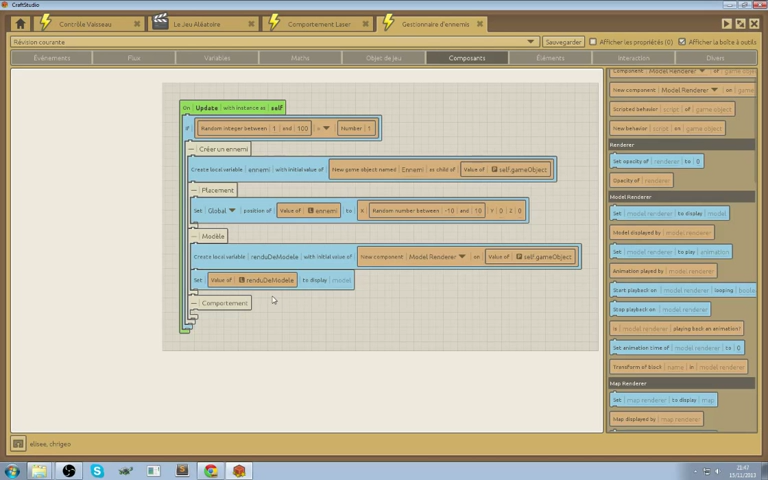 CraftStudio
Contrôle Vaisseau
Le Jeu Aléatoire
Comportement Laser
Gestionnaire d'ennemis
Révision courante
Sauvegarder
Afficher les propriétés (0)
Afficher la boîte à outils
Événements
Flux
Variables
Maths
Objets de jeu
Composants
Éléments
Interaction
Divers
On Update with instance as self
If Random integer between 1 and 100 = Number 1
Créer un ennemi
Create local variable ennemi with initial value of New game object named Ennemi as child of Value of self.gameObject
Placement
Set Global position of Value of L ennemi to X Random number between -10 and 10 Y 0 Z 0
Modèle
Create local variable renduDeModele with initial value of New component Model Renderer on Value of self.gameObject
Set Value of L renduDeModele to display model
Comportement
Component Model Renderer of game
New component Model Renderer on game
Scripted behavior script of game
New behavior script on game
Renderer
Set opacity of renderer to 0
Opacity of renderer
Model Renderer
Set model renderer to display model
Model displayed by model renderer
Set model renderer to play animation
Animation played by model renderer
Start playback on model renderer looping
Stop playback on model renderer
Is model renderer playing back an animation?
Set animation time of model renderer to 0
Transform of block name in model renderer
Map Renderer
Set map renderer to display map
Map displayed by map renderer
elisee, chrigeo
21:47
15/12/2013